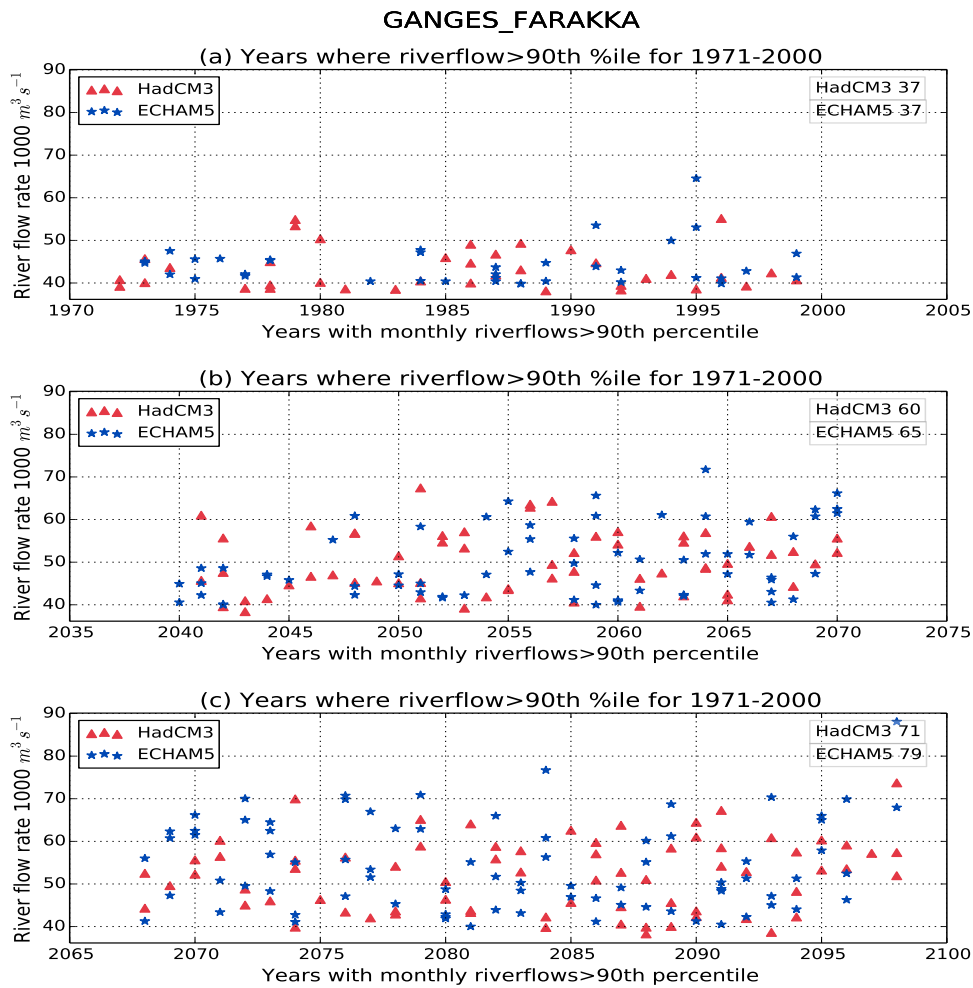 GANGES_FARAKKA
(a) Years where riverflow>90th %ile for 1971-2000
River flow rate 1000 m³s⁻¹
90
80
70
60
50
40
HadCM3
ECHAM5
HadCM3 37
ECHAM5 37
1970 1975 1980 1985 1990 1995 2000 2005
Years with monthly riverflows>90th percentile
(b) Years where riverflow>90th %ile for 1971-2000
River flow rate 1000 m³s⁻¹
90
80
70
60
50
40
HadCM3
ECHAM5
HadCM3 60
ECHAM5 65
2035 2040 2045 2050 2055 2060 2065 2070 2075
Years with monthly riverflows>90th percentile
(c) Years where riverflow>90th %ile for 1971-2000
River flow rate 1000 m³s⁻¹
90
80
70
60
50
40
HadCM3
ECHAM5
HadCM3 71
ECHAM5 79
2065 2070 2075 2080 2085 2090 2095 2100
Years with monthly riverflows>90th percentile